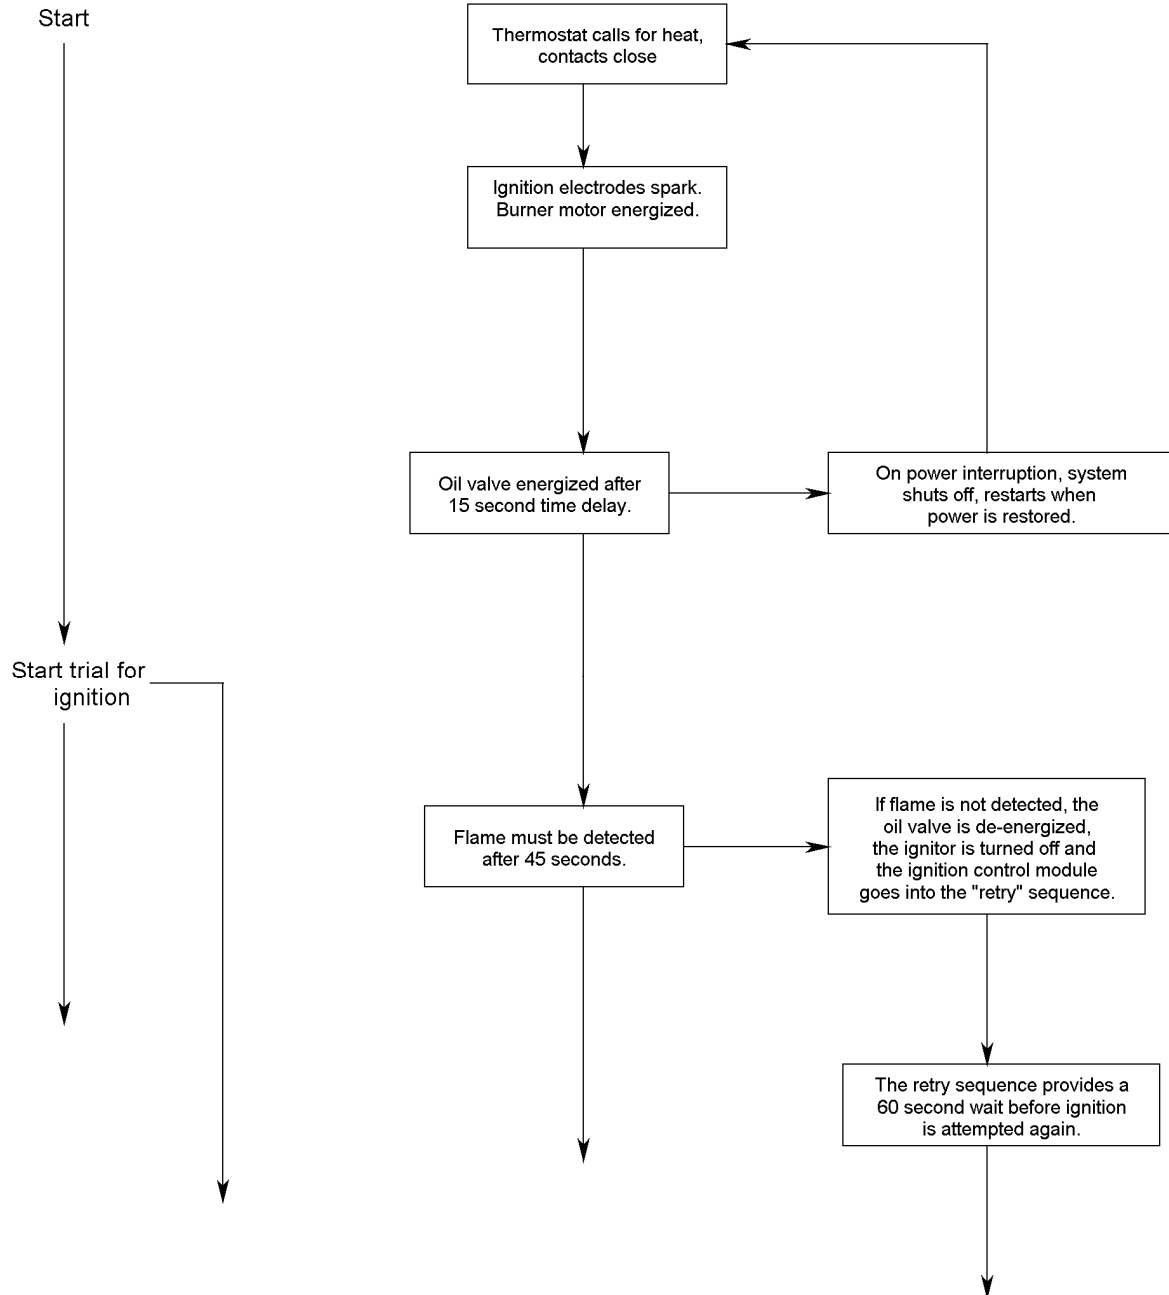 Start
Thermostat calls for heat,
contacts close
Ignition electrodes spark.
Burner motor energized.
Oil valve energized after
15 second time delay.
On power interruption, system
shuts off, restarts when
power is restored.
Start trial for
ignition
Flame must be detected
after 45 seconds.
If flame is not detected, the
oil valve is de-energized,
the ignitor is turned off and
the ignition control module
goes into the "retry" sequence.
The retry sequence provides a
60 second wait before ignition
is attempted again.